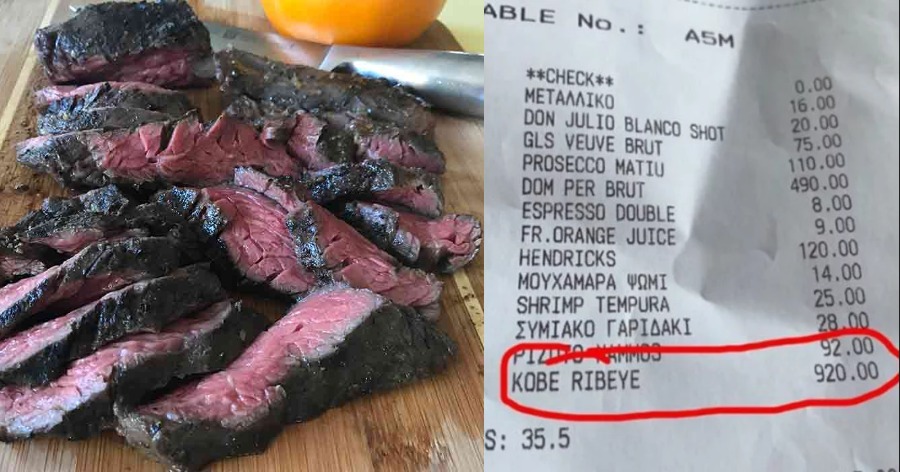 ABLE No.: A5M
**CHECK** 0.00
ΜΕΤΑΛΛΙΚΟ 16.00
DON JULIO BLANCO SHOT 20.00
GLS VEUVE BRUT 75.00
PROSECCO MATIU 110.00
DOM PER BRUT 490.00
ESPRESSO DOUBLE 8.00
FR.ORANGE JUICE 9.00
HENDRICKS 120.00
ΜΟΥΧΑΜΑΡΑ ΨΩΜΙ 14.00
SHRIMP TEMPURA 25.00
ΣΥΜΙΑΚΟ ΓΑΡΙΔΑΚΙ 28.00
ΡΙΖΟΤΟ NAMMOS 92.00
KOBE RIBEYE 920.00
S: 35.5